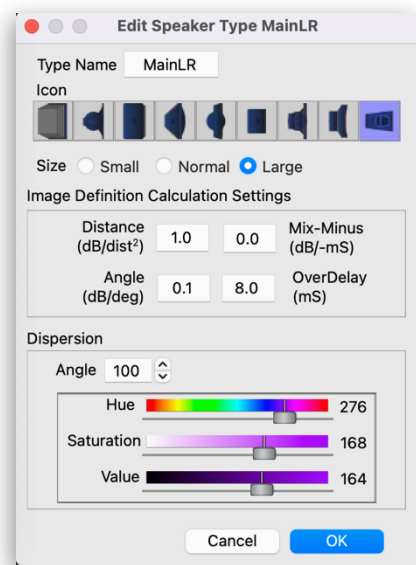 Edit Speaker Type MainLR
Type Name MainLR
Icon
Size Small Normal Large
Image Definition Calculation Settings
Distance (dB/dist²) 1.0 0.0 Mix-Minus (dB/-mS)
Angle (dB/deg) 0.1 8.0 OverDelay (mS)
Dispersion
Angle 100
Hue 276
Saturation 168
Value 164
Cancel OK